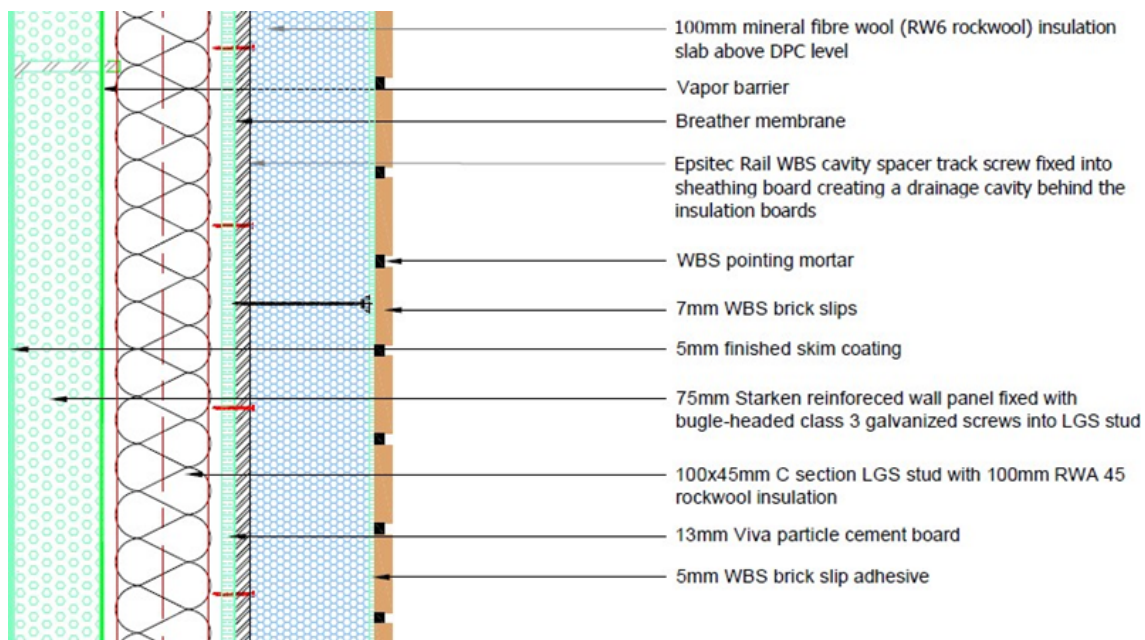 100mm mineral fibre wool (RW6 rockwool) insulation
slab above DPC level
Vapor barrier
Breather membrane
Epsitec Rail WBS cavity spacer track screw fixed into
sheathing board creating a drainage cavity behind the
insulation boards
WBS pointing mortar
7mm WBS brick slips
5mm finished skim coating
75mm Starken reinforeced wall panel fixed with
bugle-headed class 3 galvanized screws into LGS stud
100x45mm C section LGS stud with 100mm RWA 45
rockwool insulation
13mm Viva particle cement board
5mm WBS brick slip adhesive